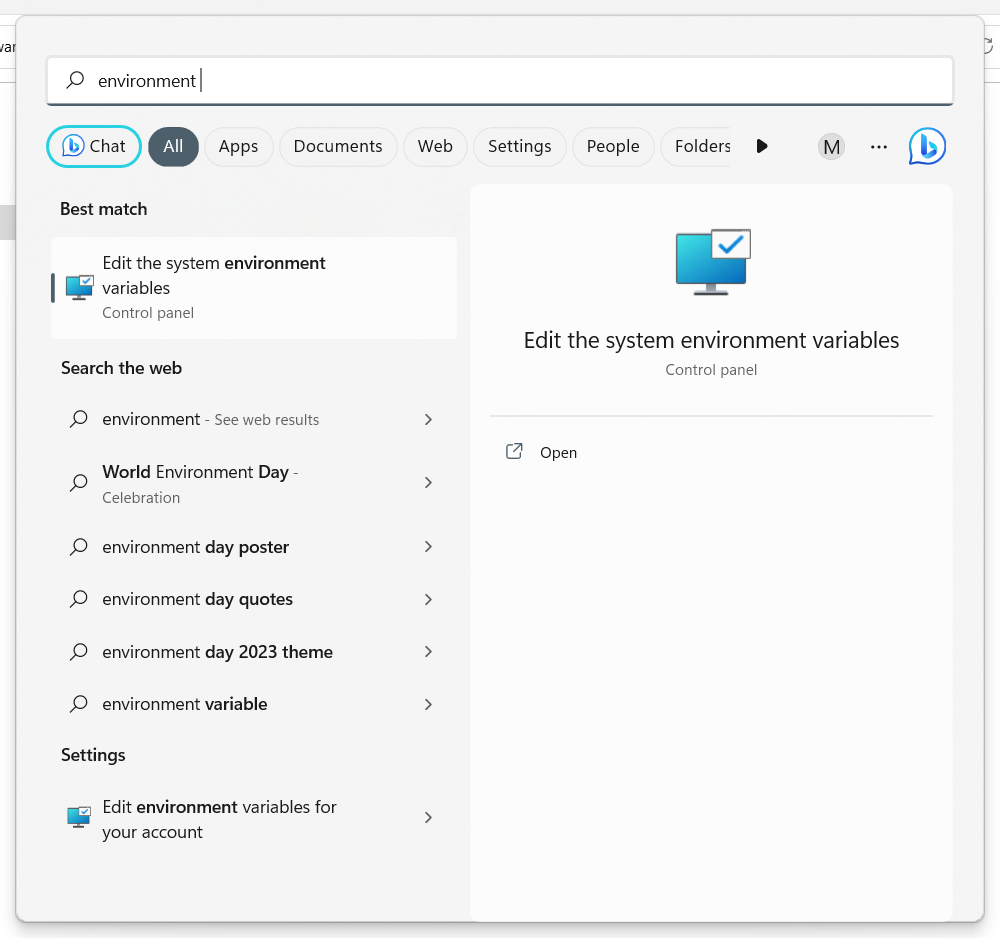 environment
Chat
All
Apps
Documents
Web
Settings
People
Folders
M
Best match
Edit the system environment
variables
Control panel
Search the web
environment - See web results
World Environment Day -
Celebration
environment day poster
environment day quotes
environment day 2023 theme
environment variable
Settings
Edit environment variables for
your account
Edit the system environment variables
Control panel
Open